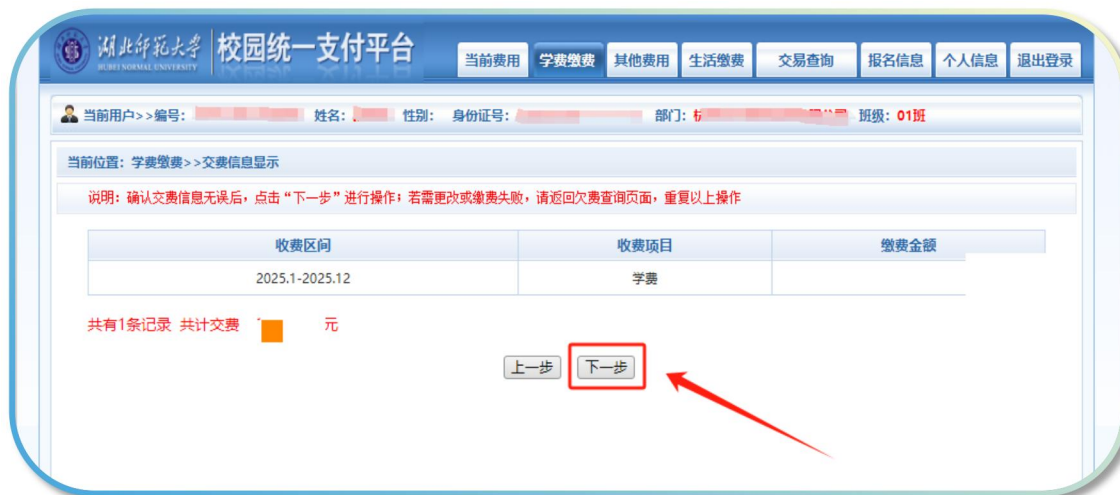 湖北师范大学 校园统一支付平台
HUBEI NORMAL UNIVERSITY
当前费用 学费缴费 其他费用 生活缴费 交易查询 报名信息 个人信息 退出登录
当前用户>>编号: 姓名: 性别: 身份证号: 部门: 班级: 01班
当前位置: 学费缴费>>交费信息显示
说明: 确认交费信息无误后, 点击“下一步”进行操作; 若需更改或缴费失败, 请返回欠费查询页面, 重复以上操作
收费区间 收费项目 缴费金额
2025.1-2025.12 学费
共有1条记录 共计交费 元
上一步 下一步